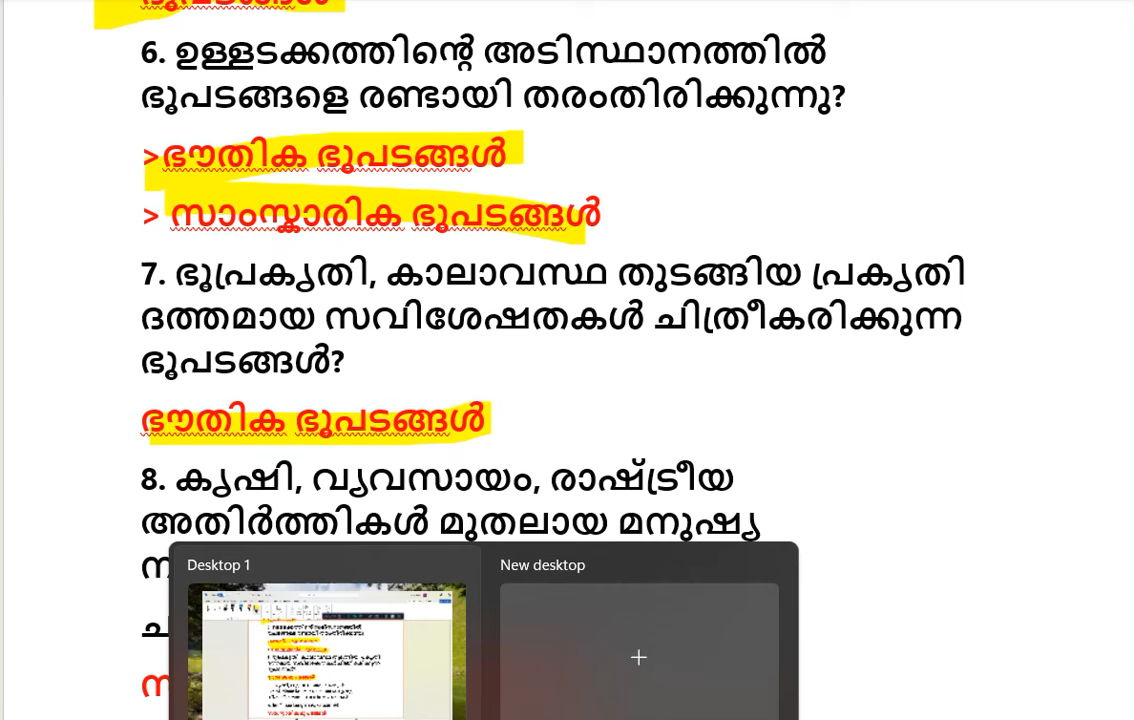 ഭൂപടങ്ങൾ
6. ഉള്ളടക്കത്തിന്റെ അടിസ്ഥാനത്തിൽ
ഭൂപടങ്ങളെ രണ്ടായി തരംതിരിക്കുന്നു?
>ഭൗതിക ഭൂപടങ്ങൾ
> സാംസ്കാരിക ഭൂപടങ്ങൾ
7. ഭൂപ്രകൃതി, കാലാവസ്ഥ തുടങ്ങിയ പ്രകൃതി
ദത്തമായ സവിശേഷതകൾ ചിത്രീകരിക്കുന്ന
ഭൂപടങ്ങൾ?
ഭൗതിക ഭൂപടങ്ങൾ
8. കൃഷി, വ്യവസായം, രാഷ്ട്രീയ
അതിർത്തികൾ മുതലായ മനുഷ്യ
Desktop 1
New desktop